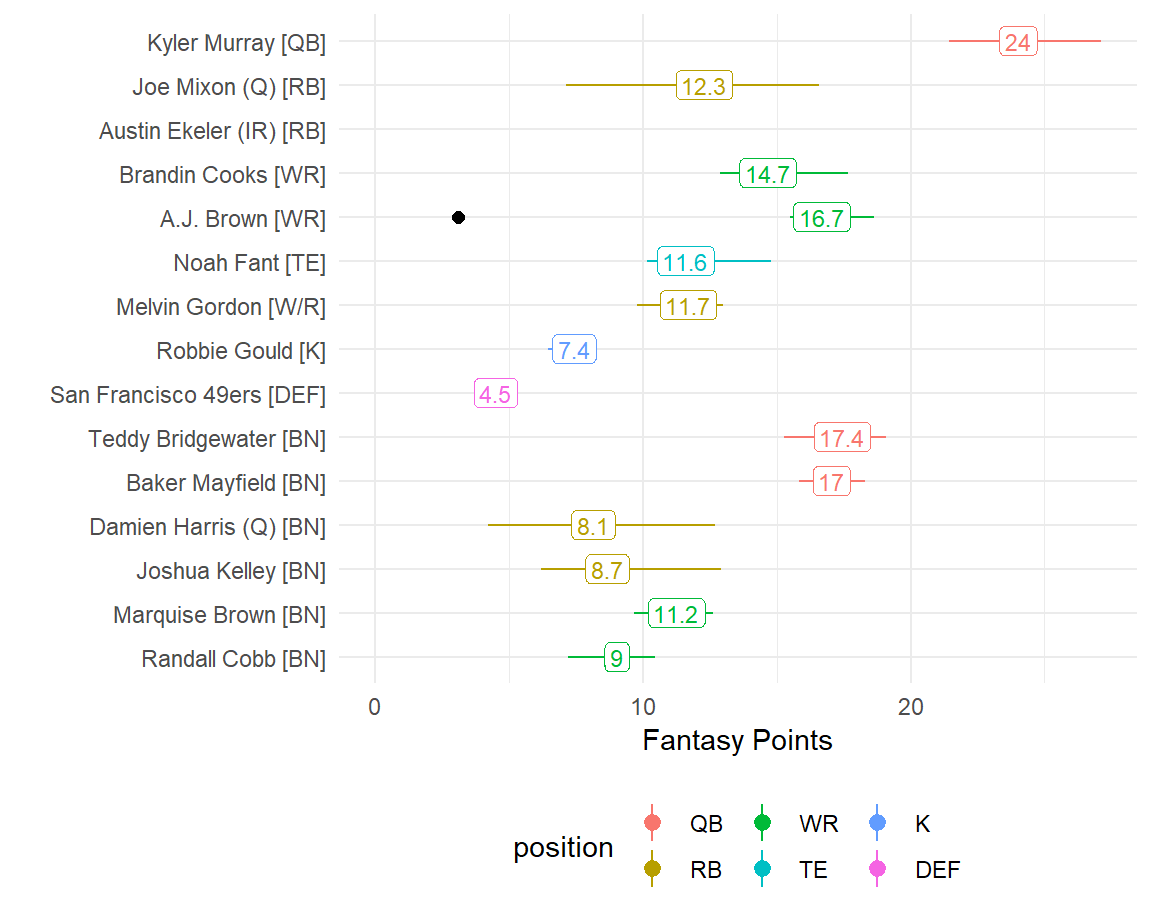 Kyler Murray [QB] 24
Joe Mixon (Q) [RB] 12.3
Austin Ekeler (IR) [RB]
Brandin Cooks [WR] 14.7
A.J. Brown [WR] 16.7
Noah Fant [TE] 11.6
Melvin Gordon [W/R] 11.7
Robbie Gould [K] 7.4
San Francisco 49ers [DEF] 4.5
Teddy Bridgewater [BN] 17.4
Baker Mayfield [BN] 17
Damien Harris (Q) [BN] 8.1
Joshua Kelley [BN] 8.7
Marquise Brown [BN] 11.2
Randall Cobb [BN] 9
0 10 20
Fantasy Points
position
QB WR K
RB TE DEF